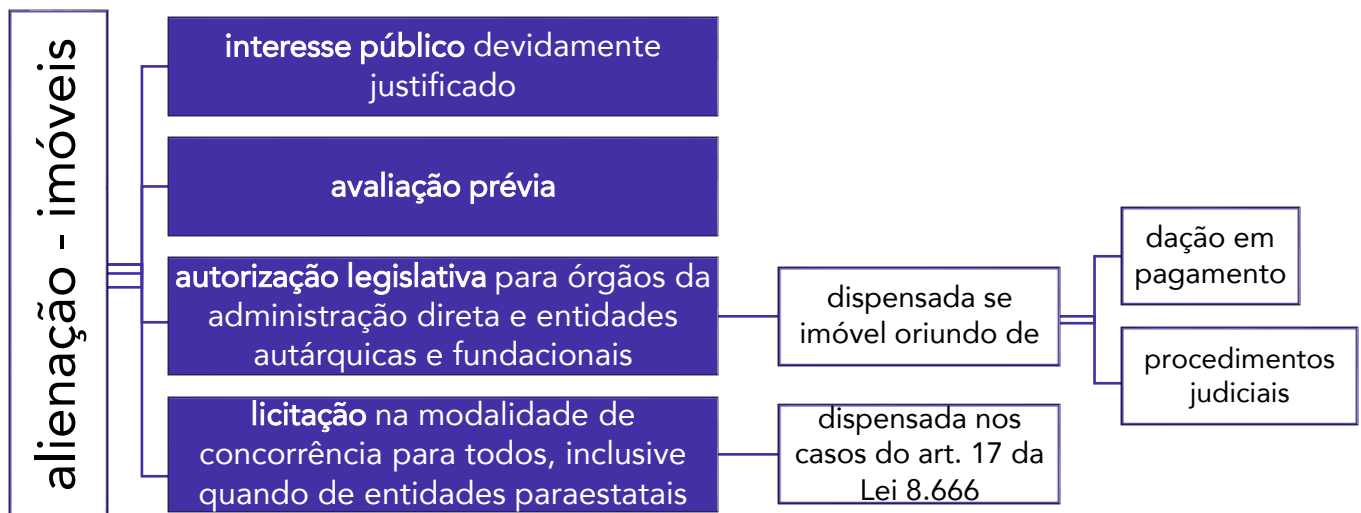 alienação - imóveis
interesse público devidamente
justificado
avaliação prévia
autorização legislativa para órgãos da
administração direta e entidades
autárquicas e fundacionais
dispensada se
imóvel oriundo de
dação em
pagamento
procedimentos
judiciais
licitação na modalidade de
concorrência para todos, inclusive
quando de entidades paraestatais
dispensada nos
casos do art. 17 da
Lei 8.666